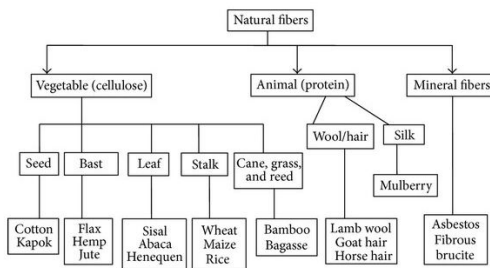 Natural fibers
Vegetable (cellulose)
Animal (protein)
Mineral fibers
Wool/hair
Silk
Seed
Bast
Leaf
Stalk
Cane, grass,
and reed
Mulberry
Cotton
Kapok
Flax
Hemp
Jute
Sisal
Abaca
Henequen
Wheat
Maize
Rice
Bamboo
Bagasse
Lamb wool
Goat hair
Horse hair
Asbestos
Fibrous
brucite